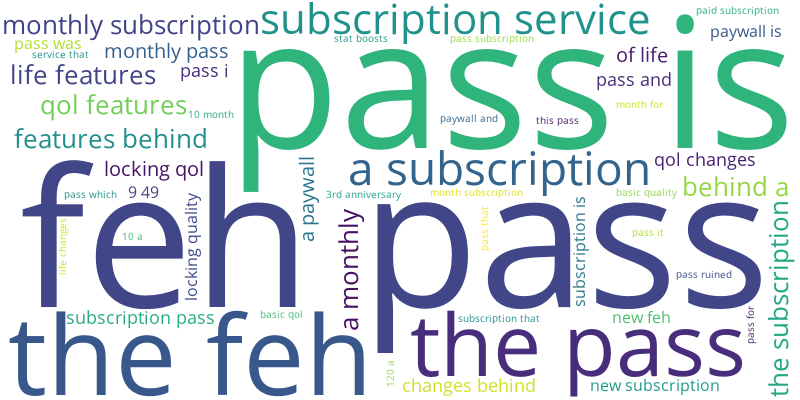 monthly subscription
subscription service
paid subscription
pass was
service that
monthly pass
stat boosts
pass subscription
paywall is
pass is
life features
pass i
of life
pass and
qol features
10 month
paywall and
this pass
month for
features behind
locking qol
a paywall
a subscription
qol changes
feh pass
pass which
9 49
3rd anniversary
month subscription
basic quality
behind a
life changes
10 a
locking quality
a monthly
pass that
subscription is
pass it
pass ruined
the subscription
the feh
subscription pass
basic qol
the pass
subscription that
new feh
pass for
120 a
changes behind
new subscription